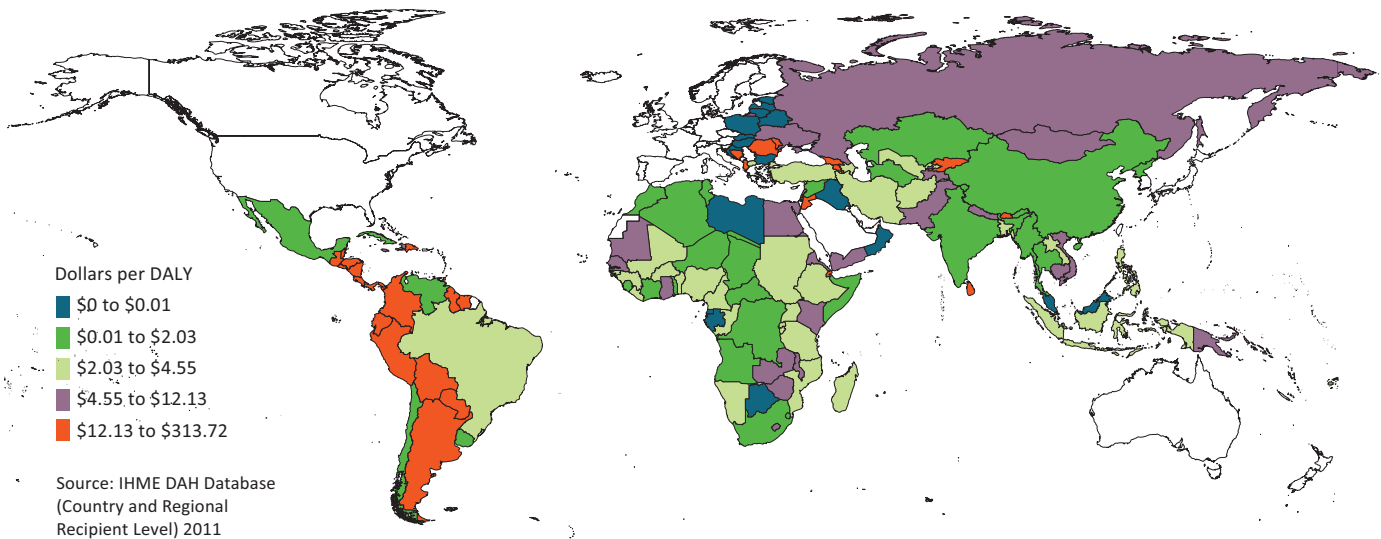 Dollars per DALY
$0 to $0.01
$0.01 to $2.03
$2.03 to $4.55
$4.55 to $12.13
$12.13 to $313.72
Source: IHME DAH Database
(Country and Regional
Recipient Level) 2011